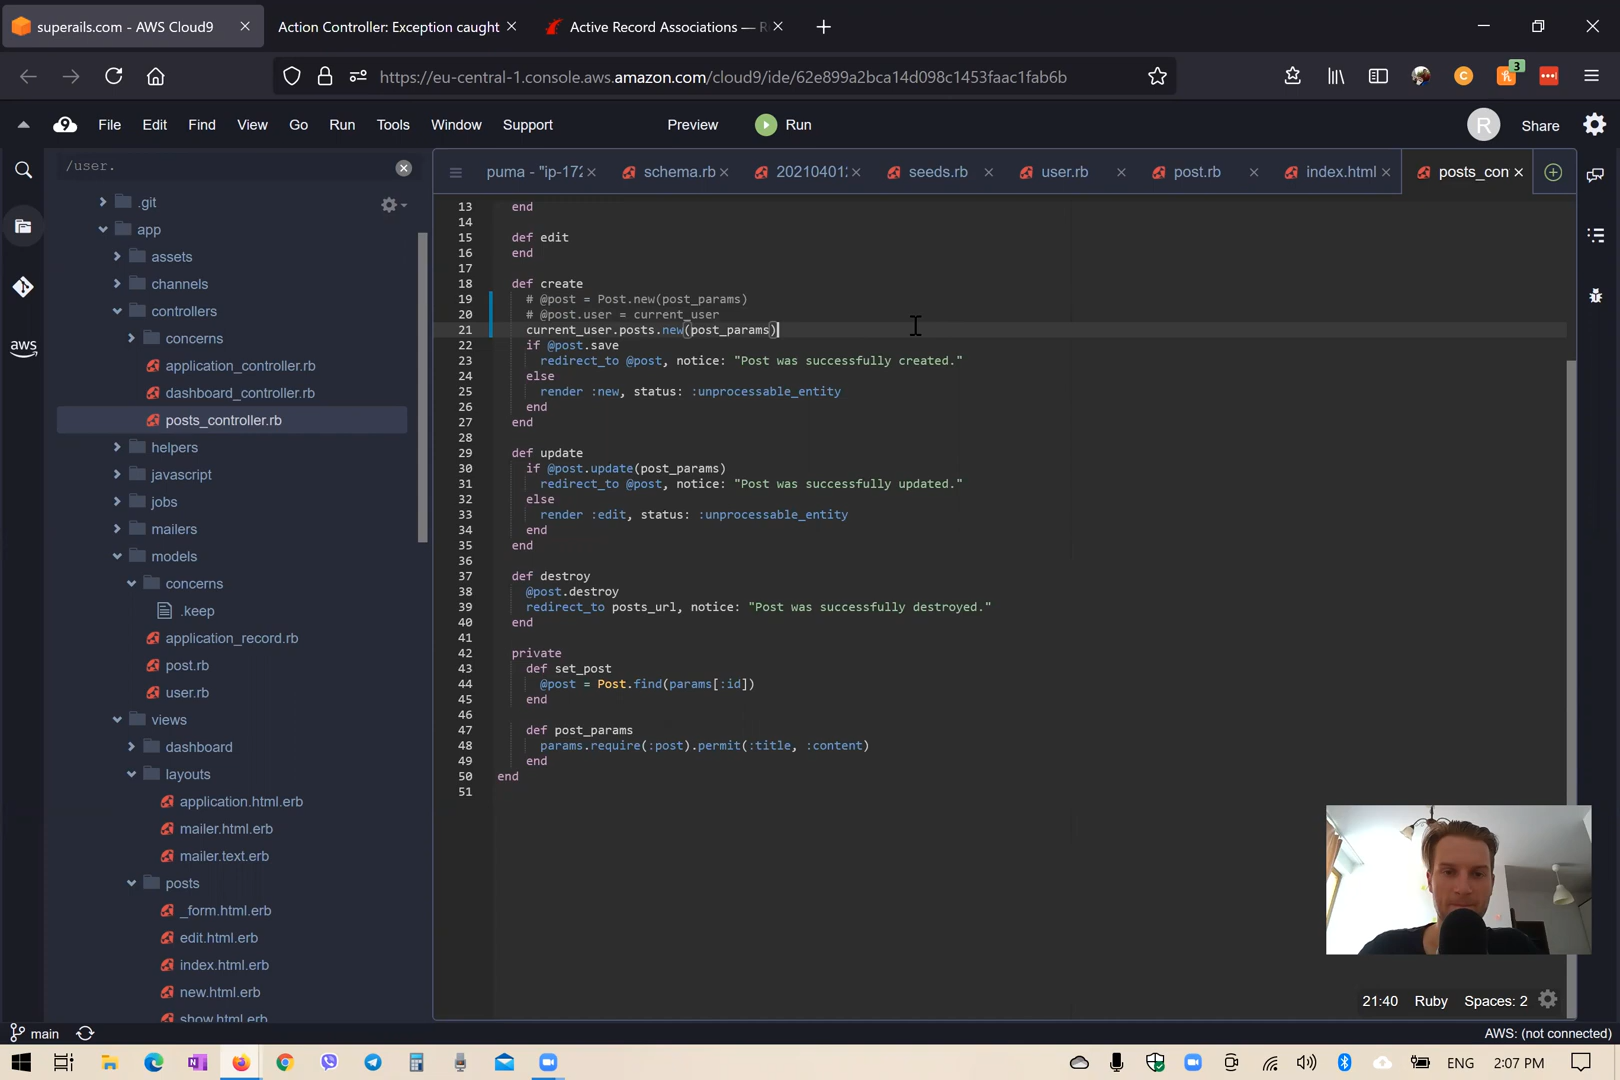 superails.com - AWS Cloud9
Action Controller: Exception caught
Active Record Associations — R
https://eu-central-1.console.aws.amazon.com/cloud9/ide/62e899a2bca14d098c1453faac1fab6b
C
3
9
File Edit Find View Go Run Tools Window Support Preview Run
R
Share
/user.
puma - "ip-172
schema.rb
20210401
seeds.rb
user.rb
post.rb
index.html
posts_con
.git
app
assets
channels
controllers
concerns
application_controller.rb
dashboard_controller.rb
posts_controller.rb
helpers
javascript
jobs
mailers
models
concerns
.keep
application_record.rb
post.rb
user.rb
views
dashboard
layouts
application.html.erb
mailer.html.erb
mailer.text.erb
posts
_form.html.erb
edit.html.erb
index.html.erb
new.html.erb
show.html.erb
aws
13 end
14
15 def edit
16 end
17
18 def create
19 # @post = Post.new(post_params)
20 # @post.user = current_user
21 current_user.posts.new(post_params)
22 if @post.save
23 redirect_to @post, notice: "Post was successfully created."
24 else
25 render :new, status: :unprocessable_entity
26 end
27 end
28
29 def update
30 if @post.update(post_params)
31 redirect_to @post, notice: "Post was successfully updated."
32 else
33 render :edit, status: :unprocessable_entity
34 end
35 end
36
37 def destroy
38 @post.destroy
39 redirect_to posts_url, notice: "Post was successfully destroyed."
40 end
41
42 private
43 def set_post
44 @post = Post.find(params[:id])
45 end
46
47 def post_params
48 params.require(:post).permit(:title, :content)
49 end
50 end
51
21:40 Ruby Spaces: 2
main
AWS: (not connected)
ENG
2:07 PM